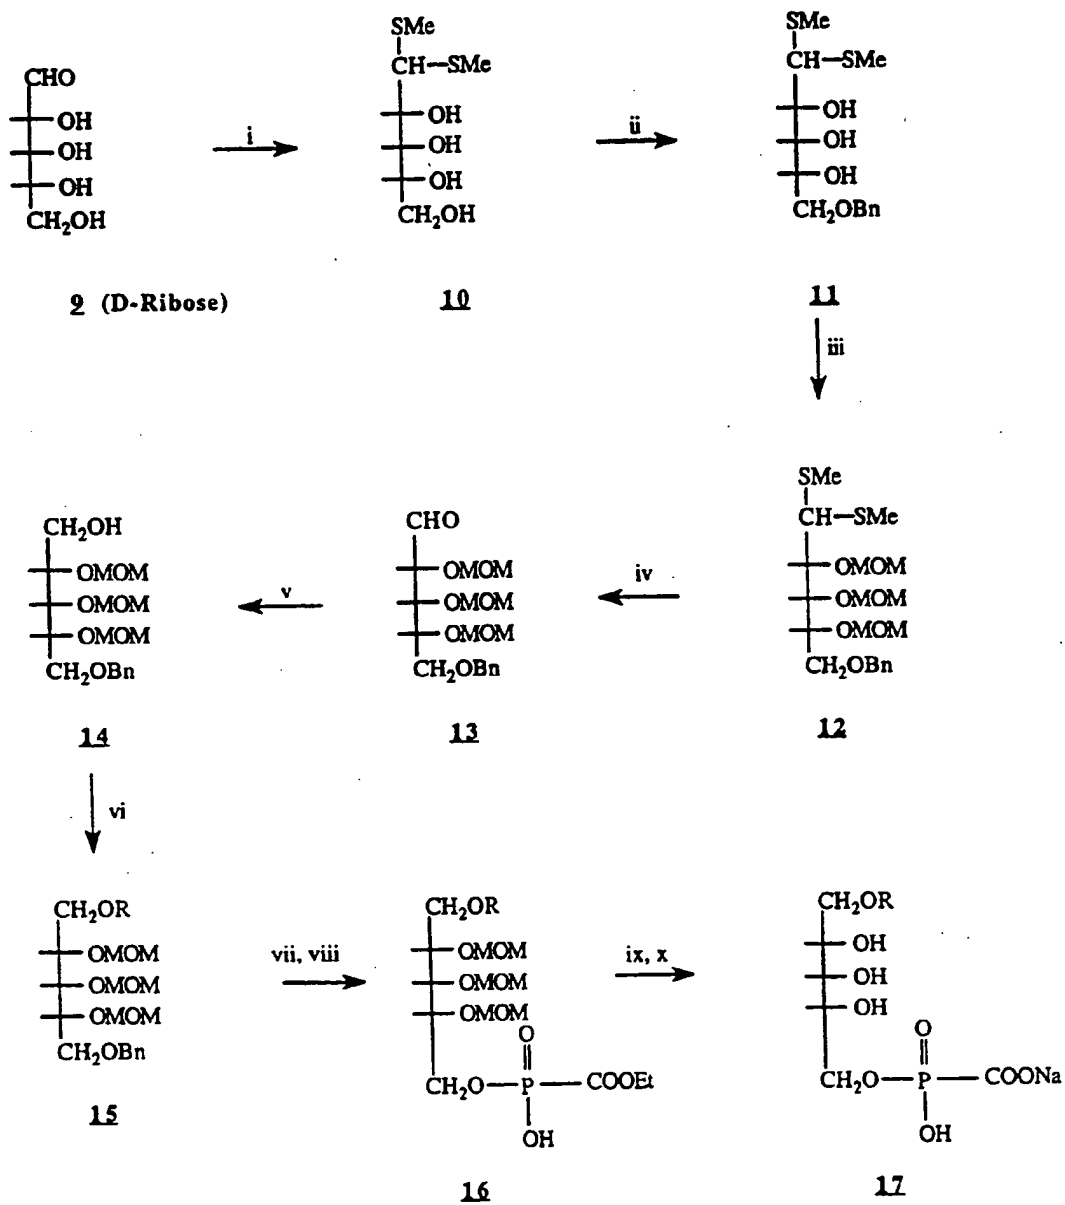 CHO
OH
OH
OH
CH2OH
9 (D-Ribose)
i
SMe
CH-SMe
OH
OH
OH
CH2OH
10
ii
SMe
CH-SMe
OH
OH
OH
CH2OBn
11
iii
SMe
CH-SMe
OMOM
OMOM
OMOM
CH2OBn
12
iv
CHO
OMOM
OMOM
OMOM
CH2OBn
13
v
CH2OH
OMOM
OMOM
OMOM
CH2OBn
14
vi
CH2OR
OMOM
OMOM
OMOM
CH2OBn
15
vii, viii
CH2OR
OMOM
OMOM
OMOM
O
CH2O-P-COOEt
OH
16
ix, x
CH2OR
OH
OH
OH
O
CH2O-P-COONa
OH
17